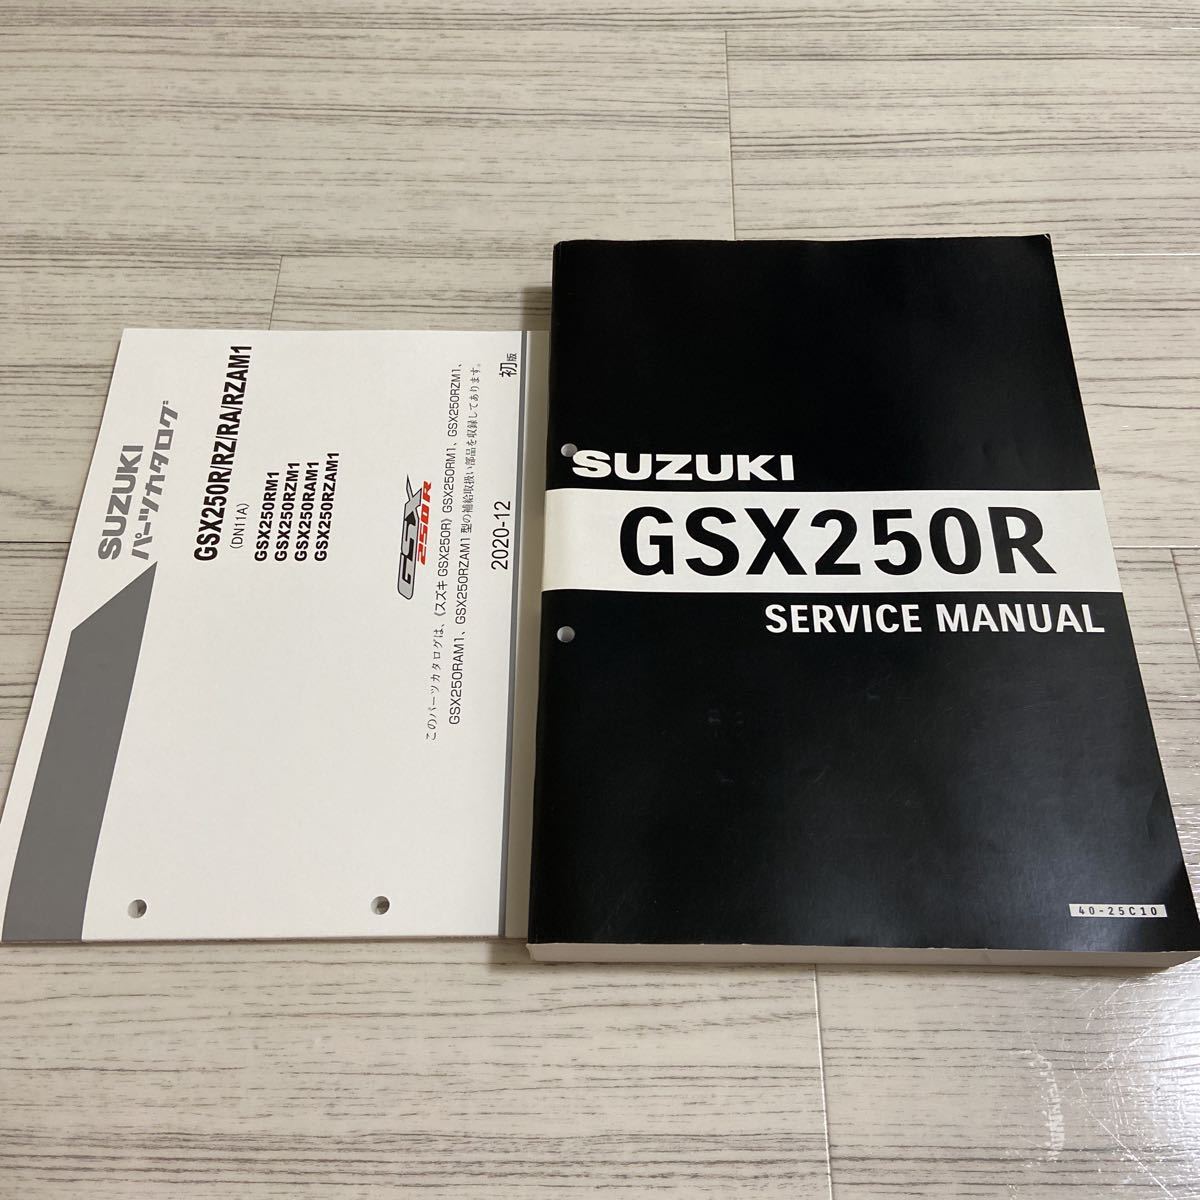 SUZUKI
パーツカタログ
GSX250R/RZ/RA/RZAM1
(DN11A)
GSX250RM1
GSX250RZM1
GSX250RAM1
GSX250RZAM1
GSX
250R
このパーツカタログは、《スズキ GSX250R》GSX250RM1、GSX250RZM1、
GSX250RAM1、GSX250RZAM1 型の補給取扱い部品を収録してあります。
2020-12
初版
SUZUKI
GSX250R
SERVICE MANUAL
40-25C10